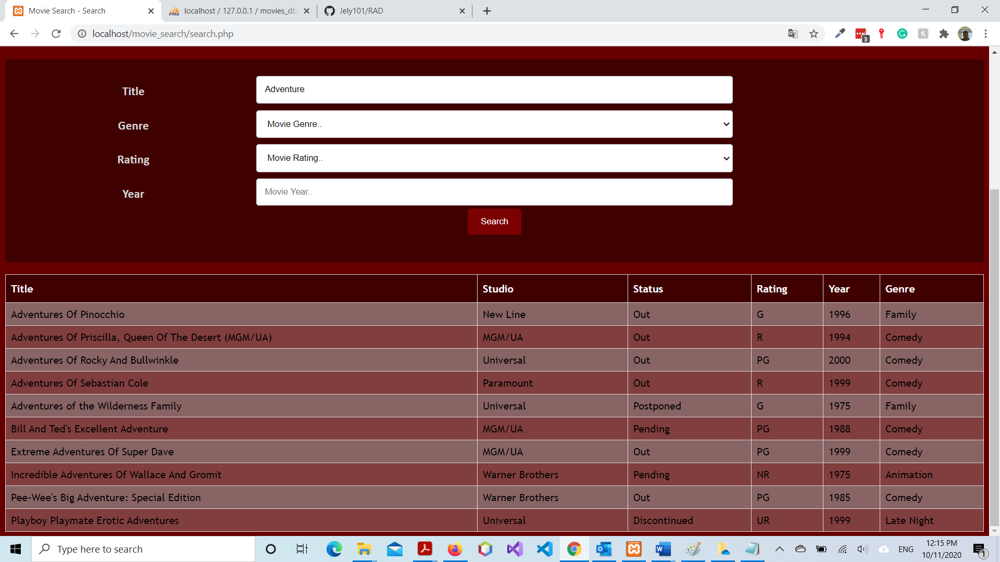 Movie Search - Search
localhost / 127.0.0.1 / movies_db
Jely101/RAD
localhost/movie_search/search.php
3
Title
Adventure
Genre
Movie Genre..
Rating
Movie Rating..
Year
Movie Year..
Search
Title Studio Status Rating Year Genre
Adventures Of Pinocchio New Line Out G 1996 Family
Adventures Of Priscilla, Queen Of The Desert (MGM/UA) MGM/UA Out R 1994 Comedy
Adventures Of Rocky And Bullwinkle Universal Out PG 2000 Comedy
Adventures Of Sebastian Cole Paramount Out R 1999 Comedy
Adventures of the Wilderness Family Universal Postponed G 1975 Family
Bill And Ted's Excellent Adventure MGM/UA Pending PG 1988 Comedy
Extreme Adventures Of Super Dave MGM/UA Out PG 1999 Comedy
Incredible Adventures Of Wallace And Gromit Warner Brothers Pending NR 1975 Animation
Pee-Wee's Big Adventure: Special Edition Warner Brothers Out PG 1985 Comedy
Playboy Playmate Erotic Adventures Universal Discontinued UR 1999 Late Night
Type here to search
ENG
12:15 PM
10/11/2020
1